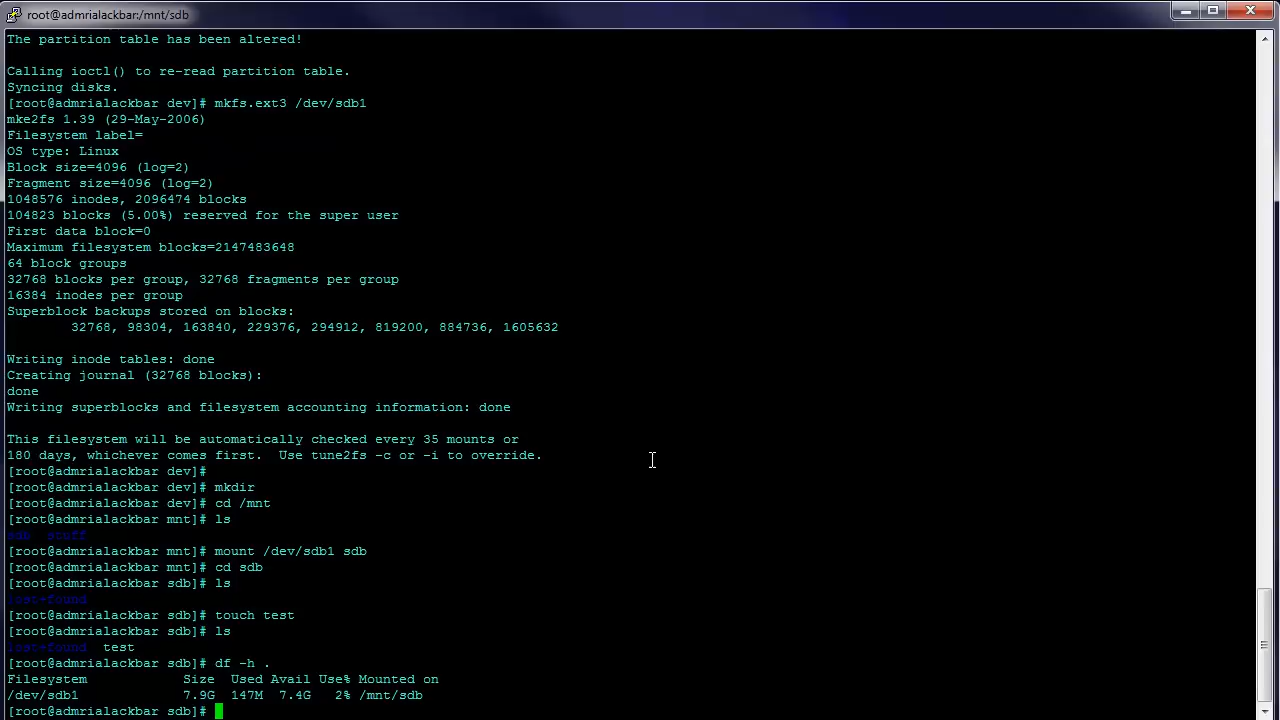 root@admrialackbar:/mnt/sdb
The partition table has been altered!
Calling ioctl() to re-read partition table.
Syncing disks.
[root@admrialackbar dev]# mkfs.ext3 /dev/sdb1
mke2fs 1.39 (29-May-2006)
Filesystem label=
OS type: Linux
Block size=4096 (log=2)
Fragment size=4096 (log=2)
1048576 inodes, 2096474 blocks
104823 blocks (5.00%) reserved for the super user
First data block=0
Maximum filesystem blocks=2147483648
64 block groups
32768 blocks per group, 32768 fragments per group
16384 inodes per group
Superblock backups stored on blocks:
32768, 98304, 163840, 229376, 294912, 819200, 884736, 1605632
Writing inode tables: done
Creating journal (32768 blocks):
done
Writing superblocks and filesystem accounting information: done
This filesystem will be automatically checked every 35 mounts or
180 days, whichever comes first.  Use tune2fs -c or -i to override.
[root@admrialackbar dev]#
[root@admrialackbar dev]# mkdir
[root@admrialackbar dev]# cd /mnt
[root@admrialackbar mnt]# ls
sdb  stuff
[root@admrialackbar mnt]# mount /dev/sdb1 sdb
[root@admrialackbar mnt]# cd sdb
[root@admrialackbar sdb]# ls
lost+found
[root@admrialackbar sdb]# touch test
[root@admrialackbar sdb]# ls
lost+found  test
[root@admrialackbar sdb]# df -h .
Filesystem            Size  Used Avail Use% Mounted on
/dev/sdb1             7.9G  147M  7.4G   2% /mnt/sdb
[root@admrialackbar sdb]#